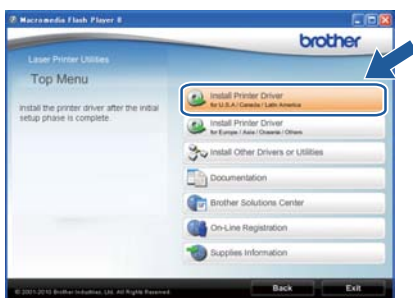 Macromedia Flash Player 8
brother
Laser Printer Utilities
Top Menu
Install the printer driver after the initial
setup phase is complete.
Install Printer Driver
for U.S.A / Canada / Latin America
Install Printer Driver
for Europe / Asia / Oceania / Others
Install Other Drivers or Utilities
Documentation
Brother Solutions Center
On-Line Registration
Supplies Information
© 2001-2010 Brother Industries, Ltd. All Rights Reserved.
Back
Exit